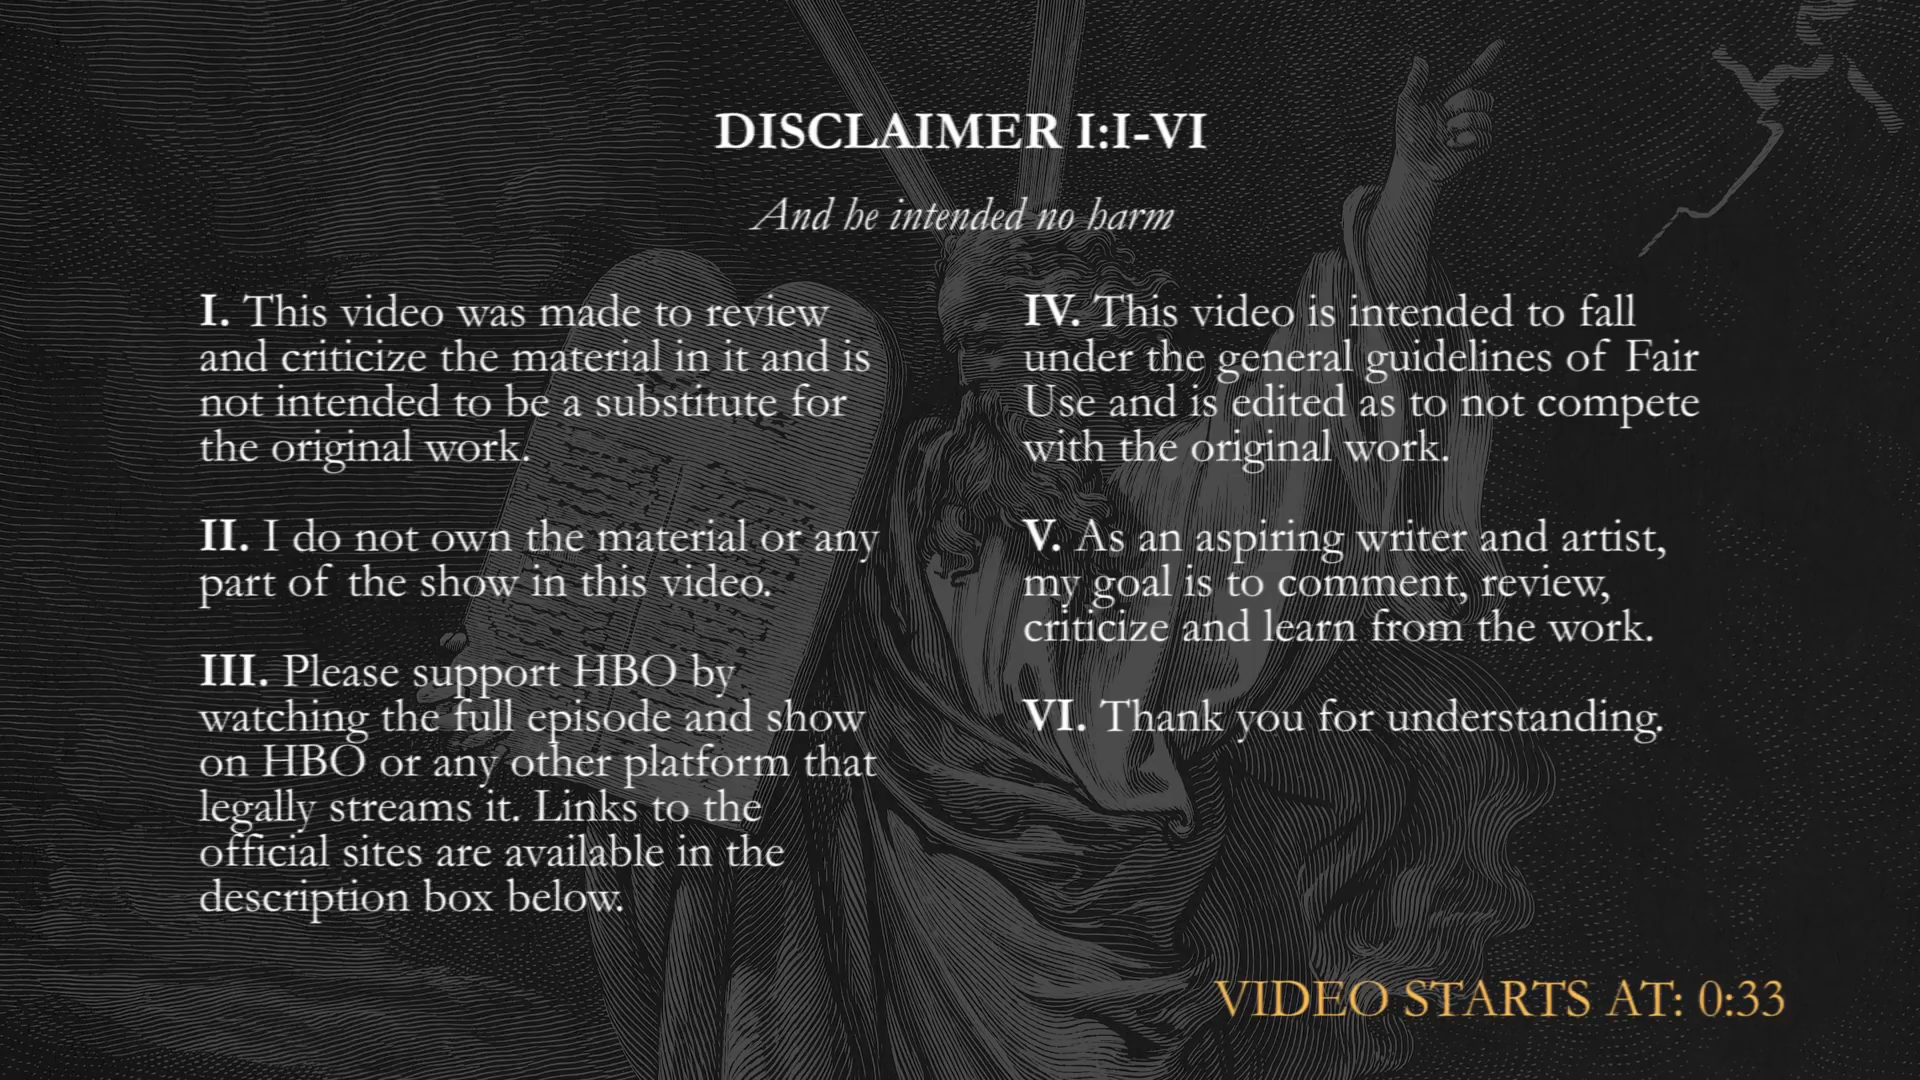 DISCLAIMER I:I-VI
And he intended no harm
I. This video was made to review
and criticize the material in it and is
not intended to be a substitute for
the original work.
II. I do not own the material or any
part of the show in this video.
III. Please support HBO by
watching the full episode and show
on HBO or any other platform that
legally streams it. Links to the
official sites are available in the
description box below.
IV. This video is intended to fall
under the general guidelines of Fair
Use and is edited as to not compete
with the original work.
V. As an aspiring writer and artist,
my goal is to comment, review,
criticize and learn from the work.
VI. Thank you for understanding.
VIDEO STARTS AT: 0:33